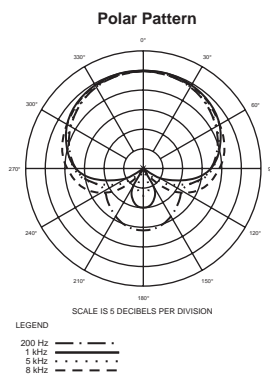 Polar Pattern
0°
330°
30°
300°
60°
270°
9
240°
120°
210°
150°
180°
SCALE IS 5 DECIBELS PER DIVISION
LEGEND
200 Hz
1 kHz
5 kHz
8 kHz